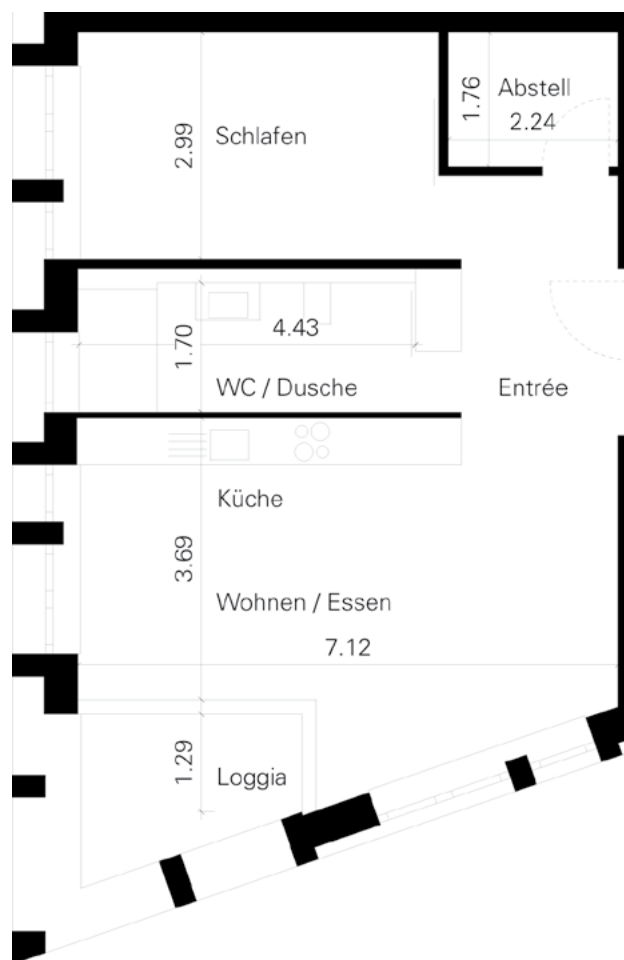 Abstell
1.76
2.24
2.99
Schlafen
4.43
1.70
WC / Dusche
Entrée
Küche
3.69
Wohnen / Essen
7.12
1.29
Loggia